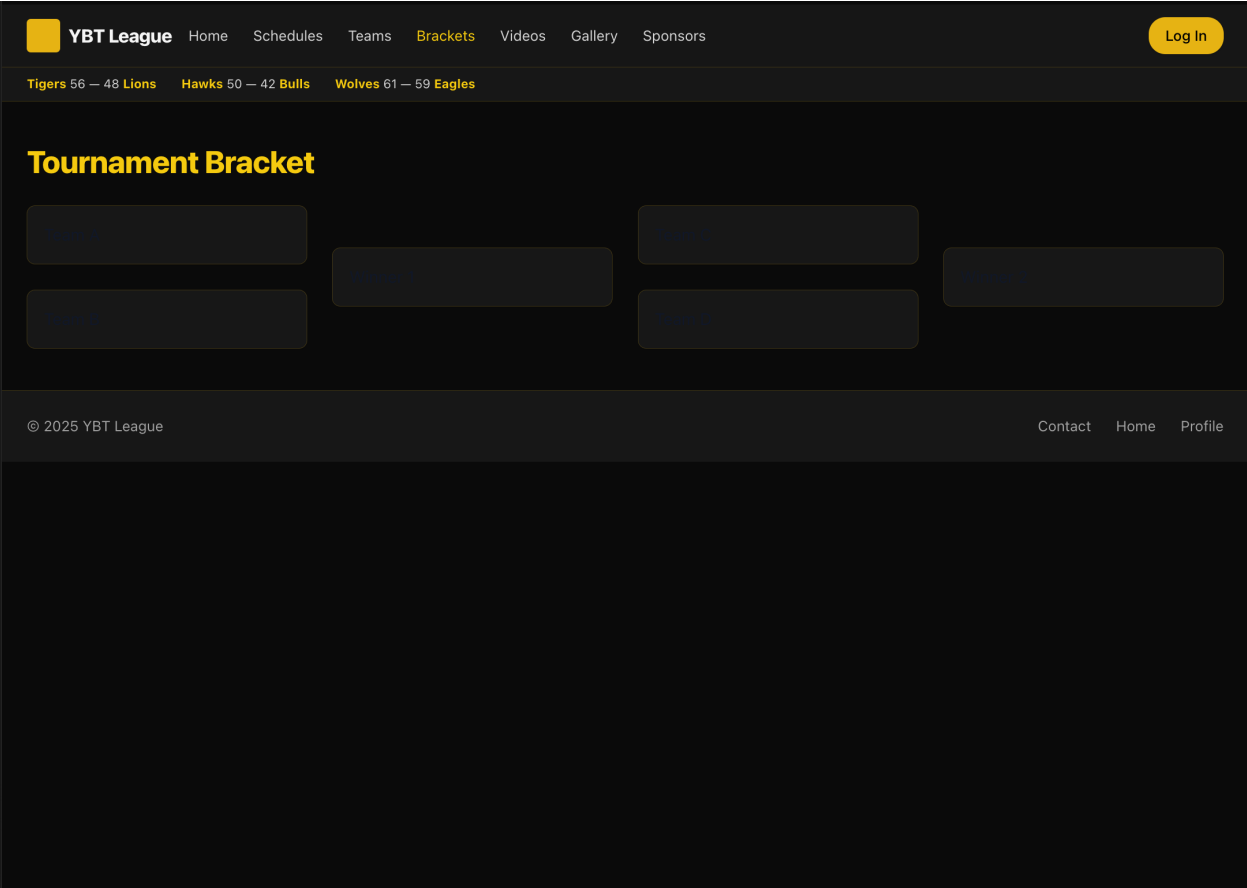 YBT League Home Schedules Teams Brackets Videos Gallery Sponsors Log In
Tigers 56 — 48 Lions Hawks 50 — 42 Bulls Wolves 61 — 59 Eagles
Tournament Bracket
© 2025 YBT League Contact Home Profile